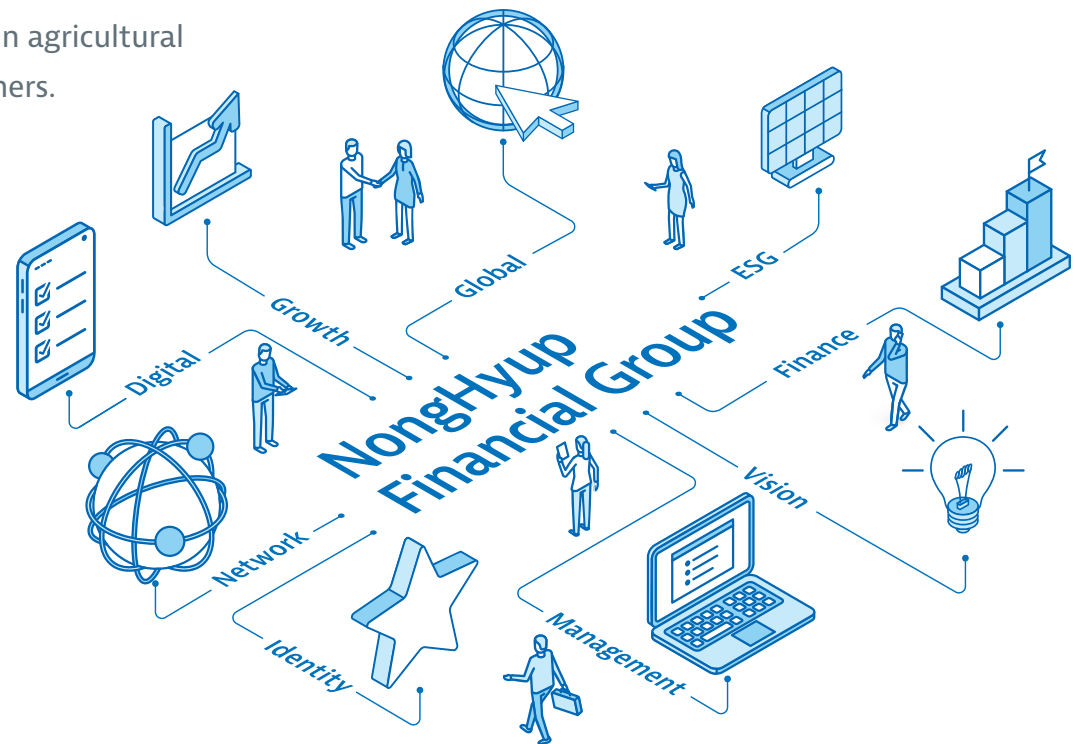 n agricultural
ners.
Global
ESG
Growth
Finance
Digital
NongHyup
Financial Group
Vision
Network
Identity
Management